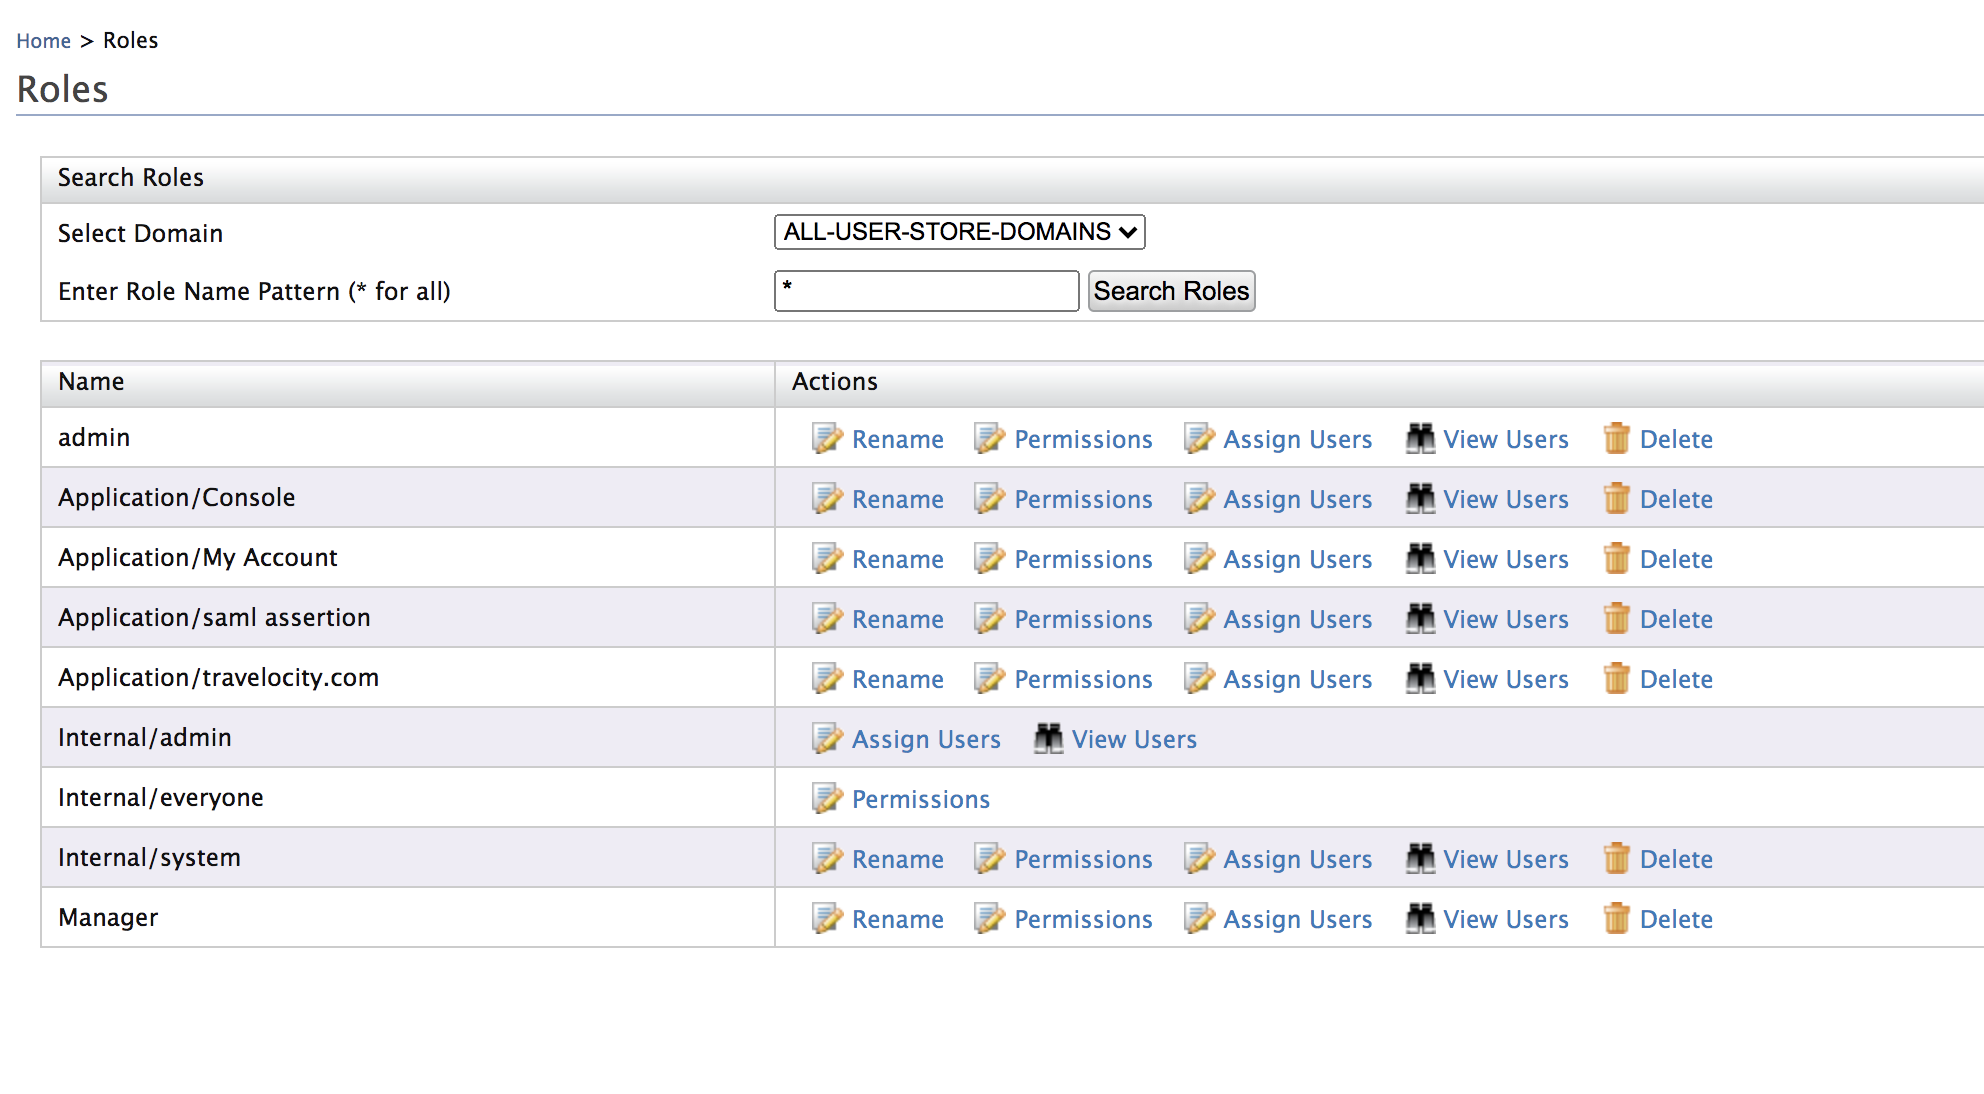 Home > Roles
Roles
Search Roles
Select Domain ALL-USER-STORE-DOMAINS
Enter Role Name Pattern (* for all) * Search Roles
Name Actions
admin Rename Permissions Assign Users View Users Delete
Application/Console Rename Permissions Assign Users View Users Delete
Application/My Account Rename Permissions Assign Users View Users Delete
Application/saml assertion Rename Permissions Assign Users View Users Delete
Application/travelocity.com Rename Permissions Assign Users View Users Delete
Internal/admin Assign Users View Users
Internal/everyone Permissions
Internal/system Rename Permissions Assign Users View Users Delete
Manager Rename Permissions Assign Users View Users Delete